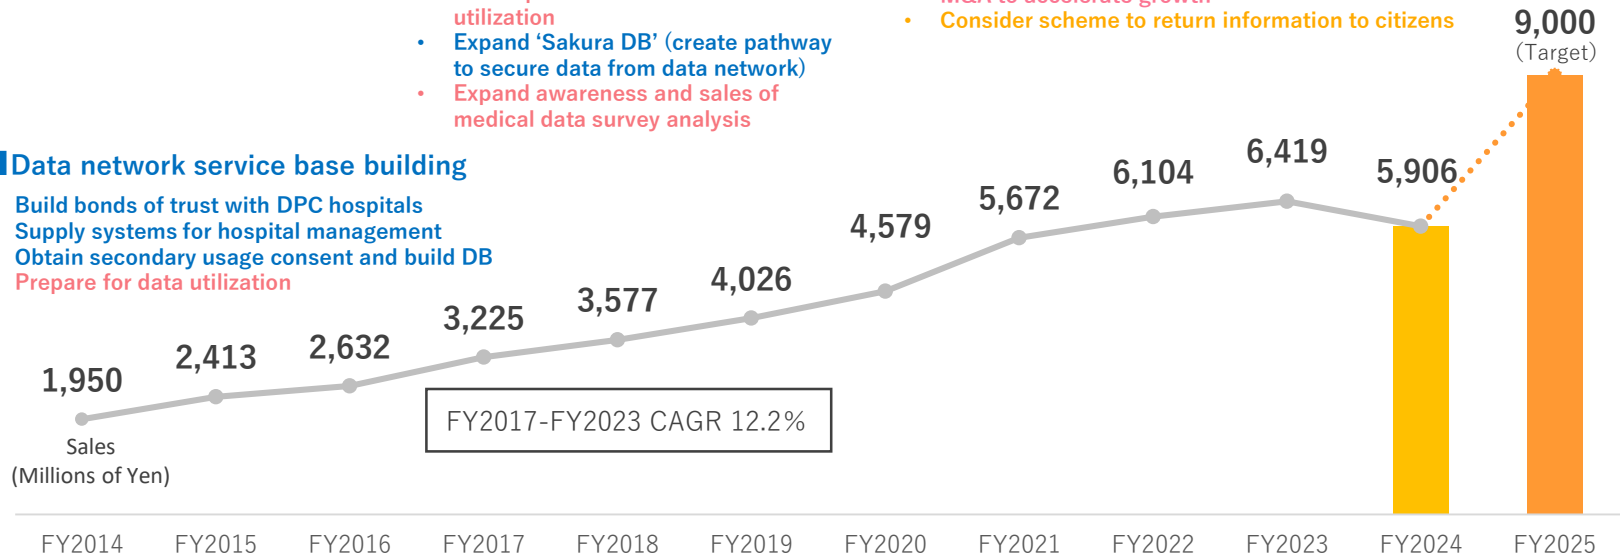 utilization
• Expand ‘Sakura DB’ (create pathway
to secure data from data network)
• Expand awareness and sales of
medical data survey analysis
• Consider scheme to return information to citizens
Data network service base building
Build bonds of trust with DPC hospitals
Supply systems for hospital management
Obtain secondary usage consent and build DB
Prepare for data utilization
1,950
2,413
2,632
3,225
3,577
4,026
4,579
5,672
6,104
6,419
5,906
9,000
(Target)
Sales
(Millions of Yen)
FY2017-FY2023 CAGR 12.2%
FY2014 FY2015 FY2016 FY2017 FY2018 FY2019 FY2020 FY2021 FY2022 FY2023 FY2024 FY2025